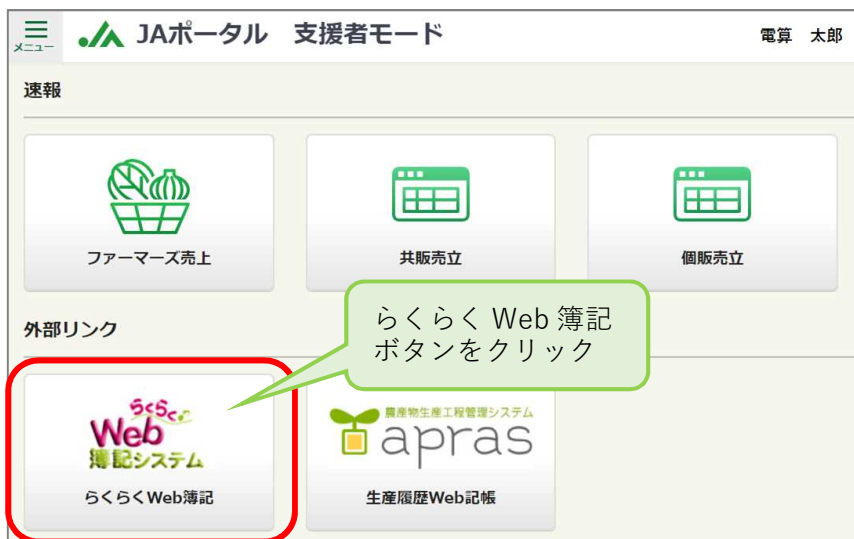 メニュー
JAポータル 支援者モード
電算 太郎
速報
ファーマーズ売上
共販売立
個販売立
外部リンク
らくらく Web 簿記
ボタンをクリック
らくらく
Web
簿記システム
らくらくWeb簿記
農産物生産工程管理システム
apras
生産履歴Web記帳